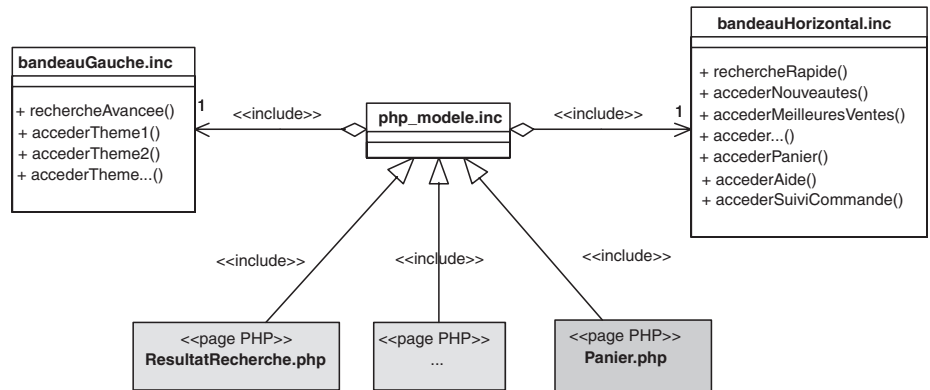 bandeauGauche.inc
+ rechercheAvancee()
+ accederTheme1()
+ accederTheme2()
+ accederTheme...()
1
<<include>>
php_modele.inc
<<include>>
1
bandeauHorizontal.inc
+ rechercheRapide()
+ accederNouveautes()
+ accederMeilleuresVentes()
+ acceder...()
+ accederPanier()
+ accederAide()
+ accederSuiviCommande()
<<include>>
<<include>>
<<include>>
<<page PHP>>
ResultatRecherche.php
<<page PHP>>
...
<<page PHP>>
Panier.php